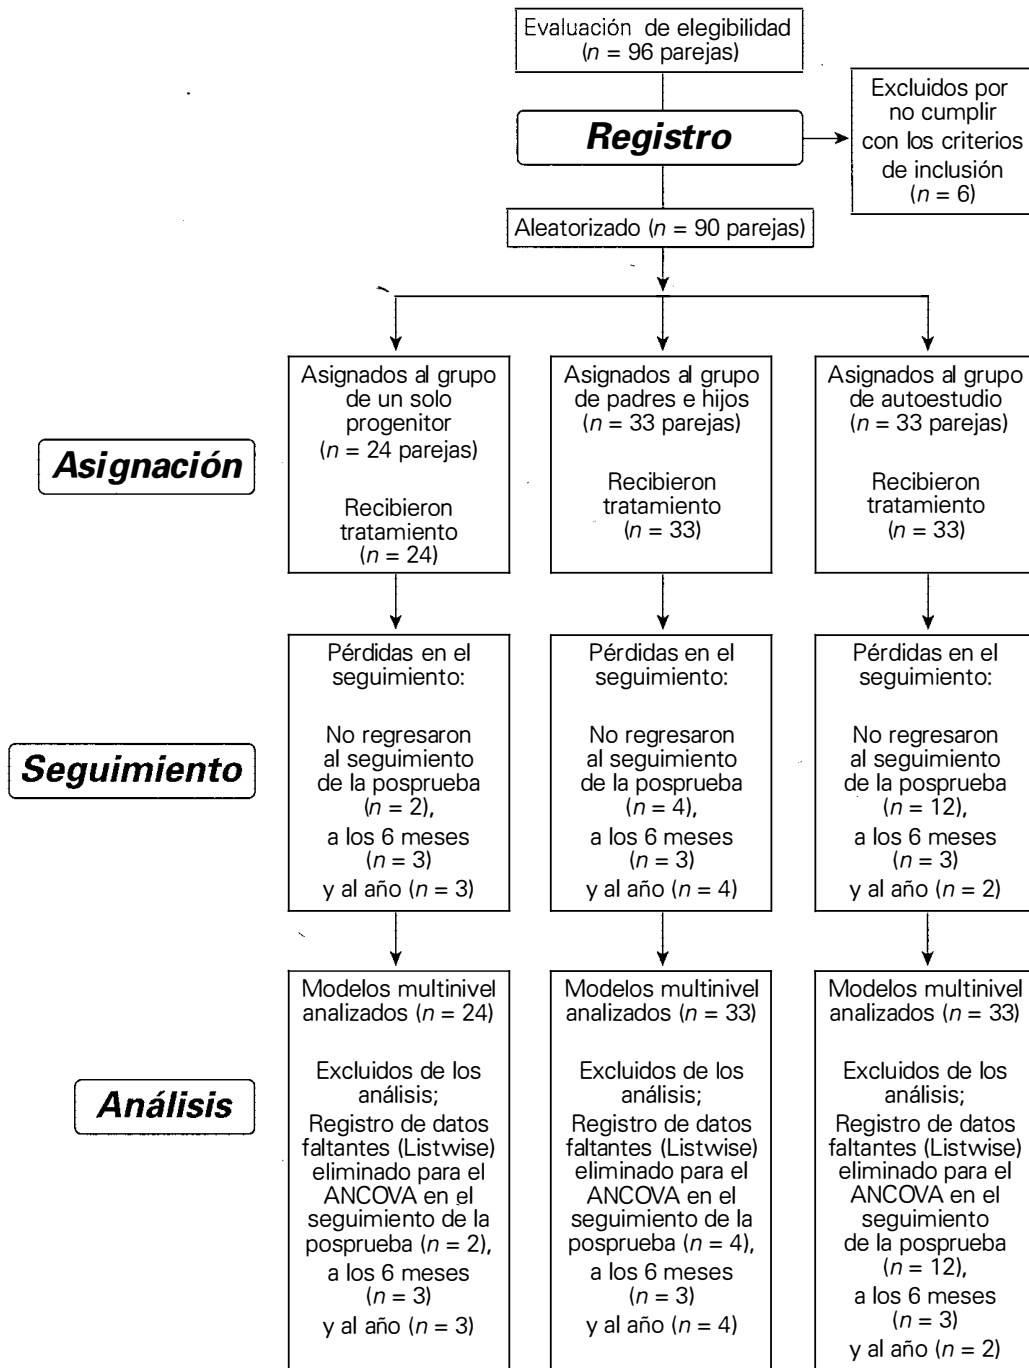 Evaluación de elegibilidad
(n = 96 parejas)
Registro
Excluidos por
no cumplir
con los criterios
de inclusión
(n = 6)
Aleatorizado (n = 90 parejas)
Asignación
Asignados al grupo
de un solo
progenitor
(n = 24 parejas)
Recibieron
tratamiento
(n = 24)
Asignados al grupo
de padres e hijos
(n = 33 parejas)
Recibieron
tratamiento
(n = 33)
Asignados al grupo
de autoestudio
(n = 33 parejas)
Recibieron
tratamiento
(n = 33)
Seguimiento
Pérdidas en el
seguimiento:
No regresaron
al seguimiento
de la posprueba
(n = 2),
a los 6 meses
(n = 3)
y al año (n = 3)
Pérdidas en el
seguimiento:
No regresaron
al seguimiento
de la posprueba
(n = 4),
a los 6 meses
(n = 3)
y al año (n = 4)
Pérdidas en el
seguimiento:
No regresaron
al seguimiento
de la posprueba
(n = 12),
a los 6 meses
(n = 3)
y al año (n = 2)
Análisis
Modelos multinivel
analizados (n = 24)
Excluidos de los
análisis;
Registro de datos
faltantes (Listwise)
eliminado para el
ANCOVA en el
seguimiento de la
posprueba (n = 2),
a los 6 meses
(n = 3)
y al año (n = 3)
Modelos multinivel
analizados (n = 33)
Excluidos de los
análisis;
Registro de datos
faltantes (Listwise)
eliminado para el
ANCOVA en el
seguimiento de la
posprueba (n = 4),
a los 6 meses
(n = 3)
y al año (n = 4)
Modelos multinivel
analizados (n = 33)
Excluidos de los
análisis;
Registro de datos
faltantes (Listwise)
eliminado para el
ANCOVA en el
seguimiento
de la posprueba
(n = 12),
a los 6 meses
(n = 3)
y al año (n = 2)